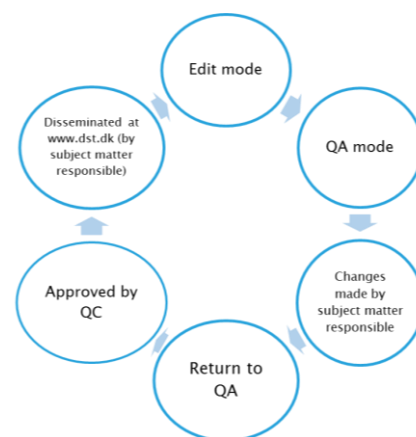 Edit mode
QA mode
Changes
made by
subject matter
responsible
Return to
QA
Approved by
QC
Disseminated at
www.dst.dk (by
subject matter
responsible)